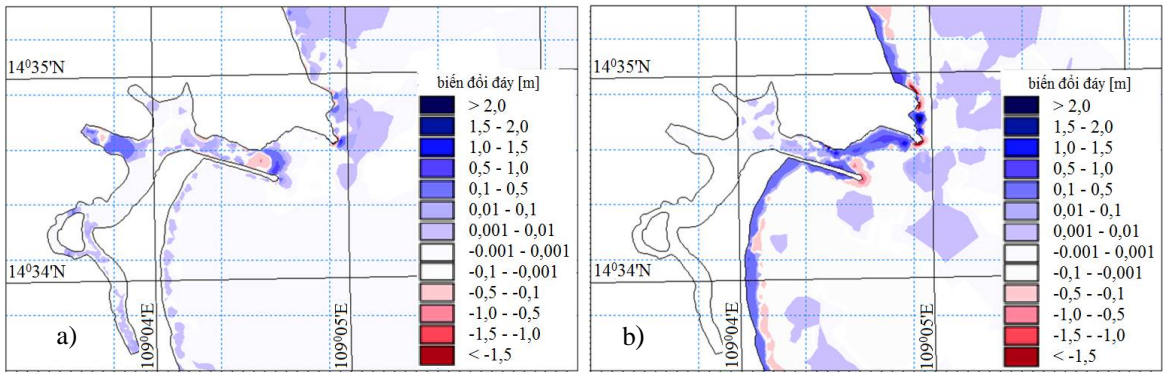 14⁰35'N
14⁰34'N
109⁰04'E
109⁰05'E
biến đổi đáy [m]
> 2,0
1,5 - 2,0
1,0 - 1,5
0,5 - 1,0
0,1 - 0,5
0,01 - 0,1
0,001 - 0,01
-0.001 - 0,001
-0,1 - -0,001
-0,5 - -0,1
-1,0 - -0,5
-1,5 - -1,0
< -1,5
a)
14⁰35'N
14⁰34'N
109⁰04'E
109⁰05'E
biến đổi đáy [m]
> 2,0
1,5 - 2,0
1,0 - 1,5
0,5 - 1,0
0,1 - 0,5
0,01 - 0,1
0,001 - 0,01
-0.001 - 0,001
-0,1 - -0,001
-0,5 - -0,1
-1,0 - -0,5
-1,5 - -1,0
< -1,5
b)